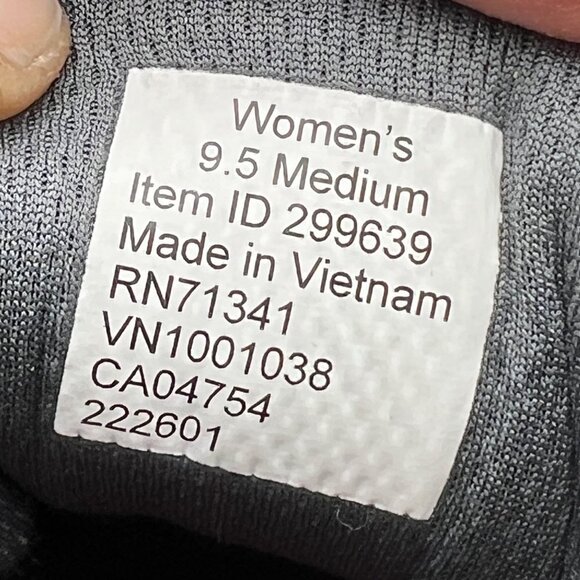 Women's
9.5 Medium
Item ID 299639
Made in Vietnam
RN71341
VN1001038
CA04754
222601